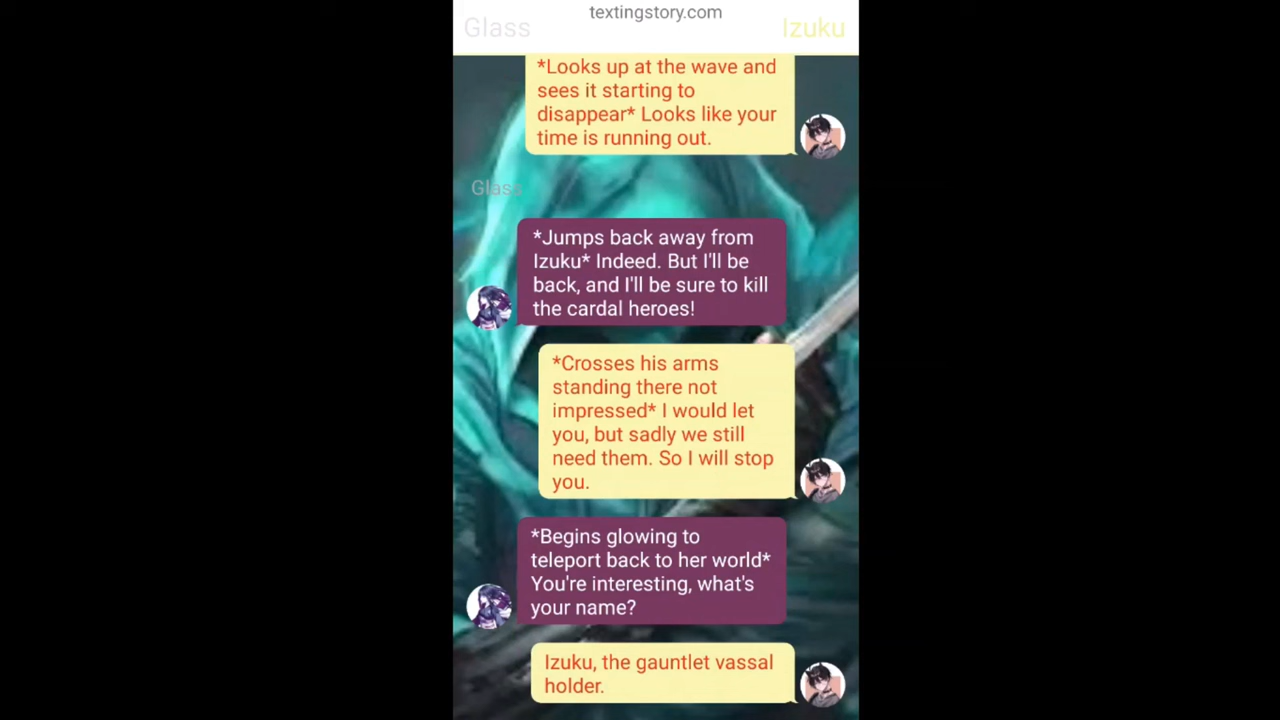 textingstory.com
Glass
Izuku
*Looks up at the wave and
sees it starting to
disappear* Looks like your
time is running out.
Glass
*Jumps back away from
Izuku* Indeed. But I'll be
back, and I'll be sure to kill
the cardal heroes!
*Crosses his arms
standing there not
impressed* I would let
you, but sadly we still
need them. So I will stop
you.
*Begins glowing to
teleport back to her world*
You're interesting, what's
your name?
Izuku, the gauntlet vassal
holder.